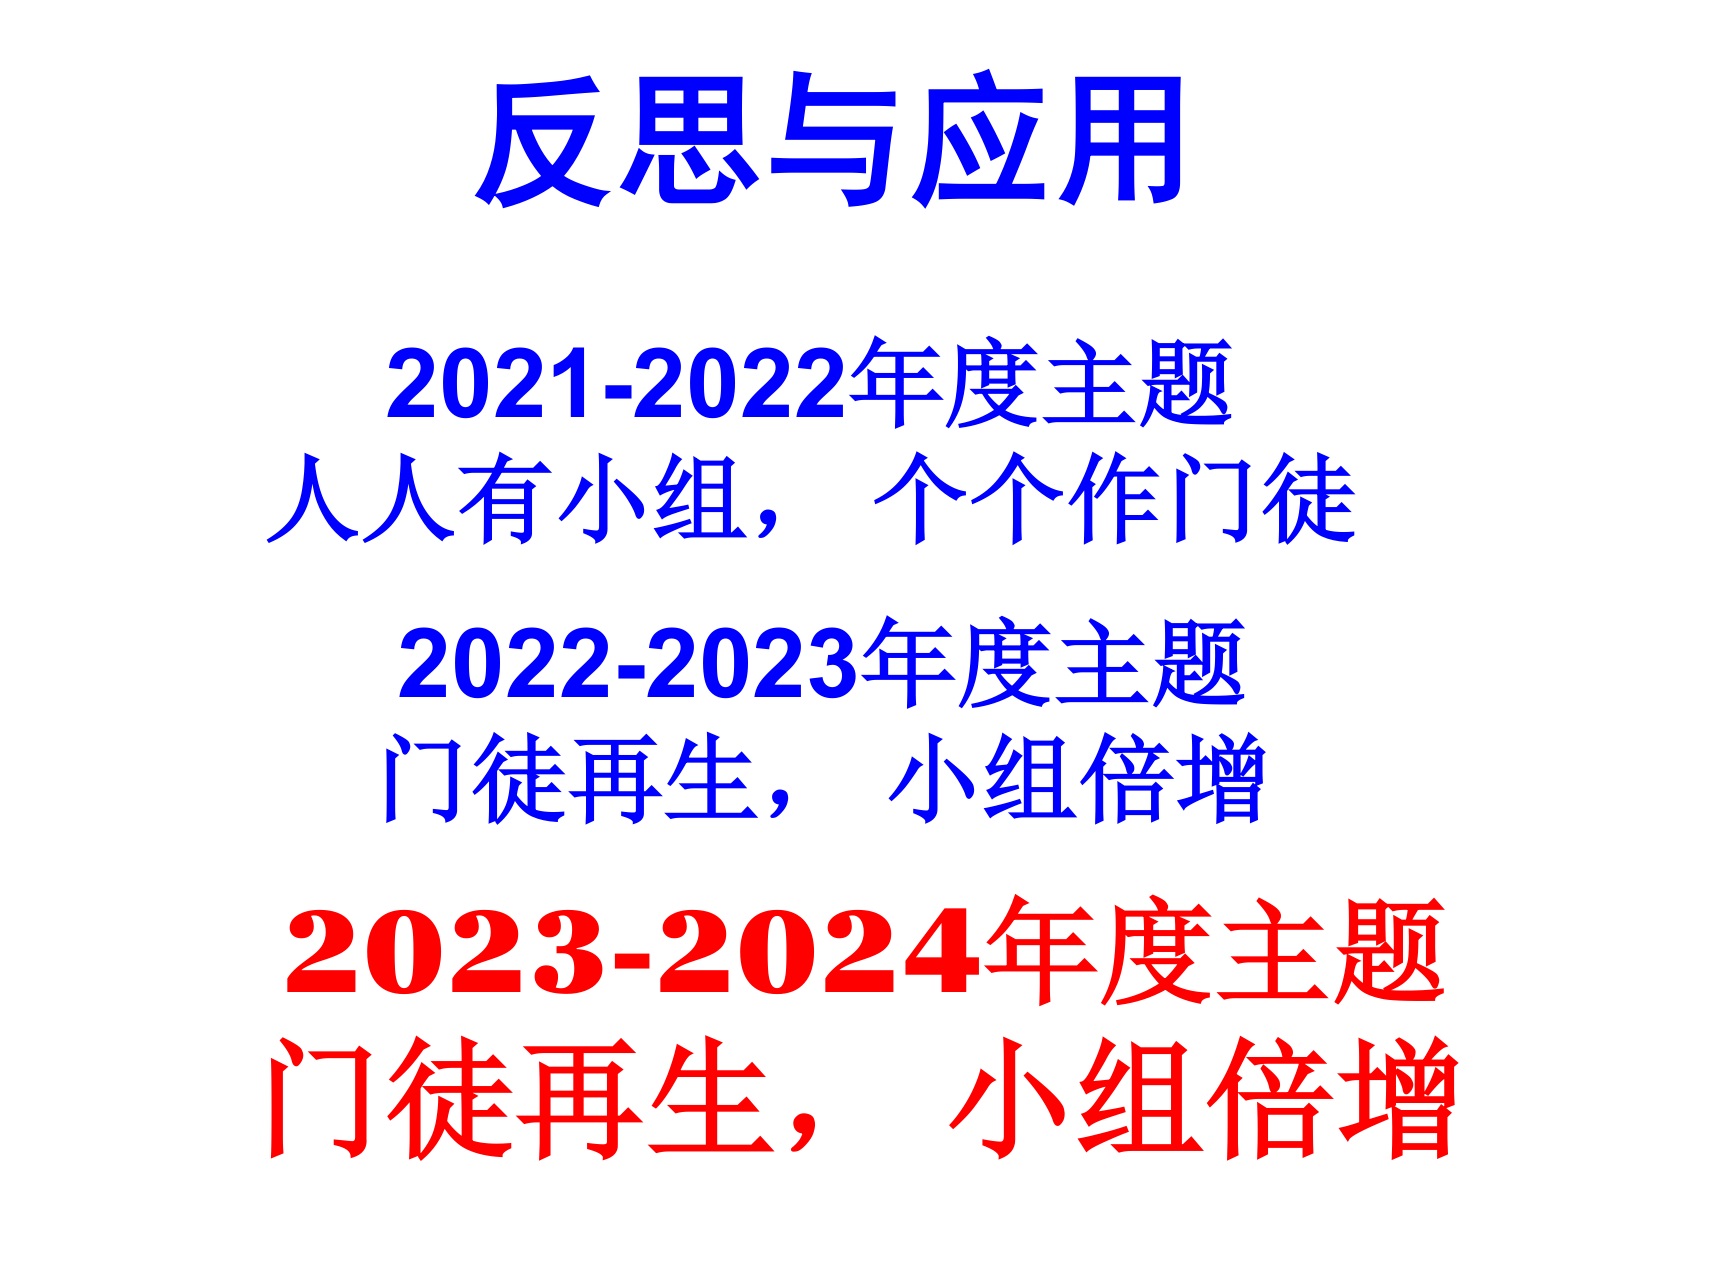 反思与应用
2021-2022年度主题
人人有小组， 个个作门徒
2022-2023年度主题
门徒再生， 小组倍增
2023-2024年度主题
门徒再生， 小组倍增